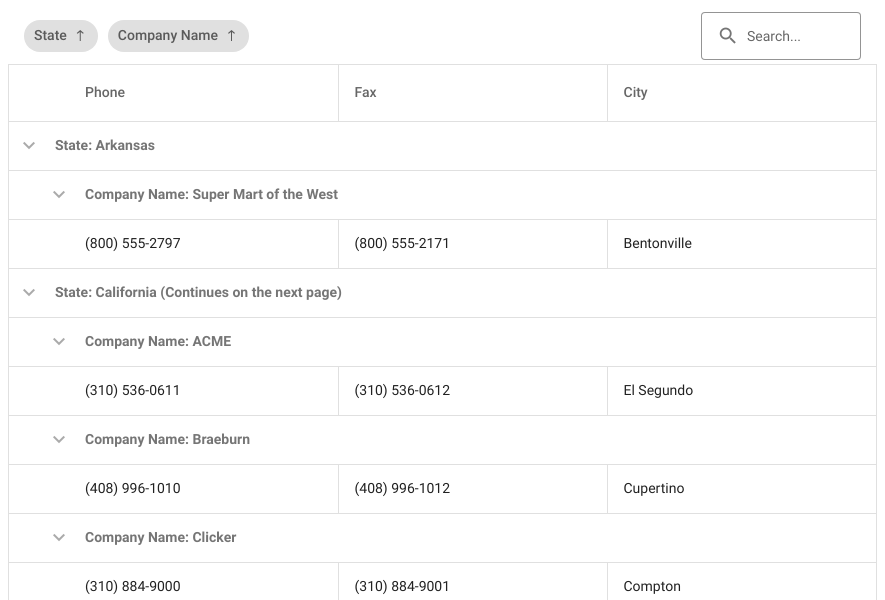 State ↑ Company Name ↑ Search...
Phone Fax City
State: Arkansas
Company Name: Super Mart of the West
(800) 555-2797 (800) 555-2171 Bentonville
State: California (Continues on the next page)
Company Name: ACME
(310) 536-0611 (310) 536-0612 El Segundo
Company Name: Braeburn
(408) 996-1010 (408) 996-1012 Cupertino
Company Name: Clicker
(310) 884-9000 (310) 884-9001 Compton